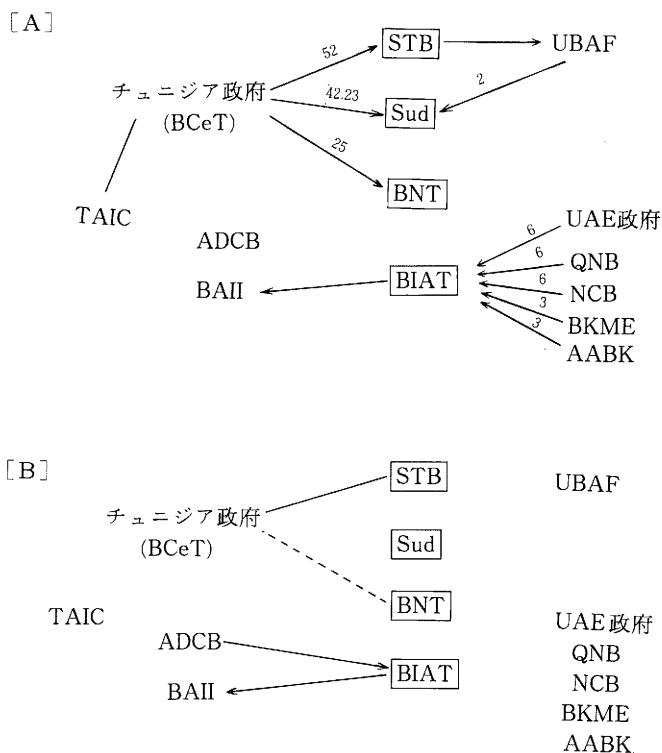 [A]
52
STB
UBAF
2
チュニジア政府
42.23
(BCeT)
Sud
25
BNT
TAIC
UAE政府
6
ADCB
6
QNB
BAII
BIAT
6
NCB
3
BKME
3
AABK
[B]
STB
UBAF
チュニジア政府
(BCeT)
Sud
BNT
TAIC
UAE政府
ADCB
QNB
BIAT
BAII
NCB
BKME
AABK